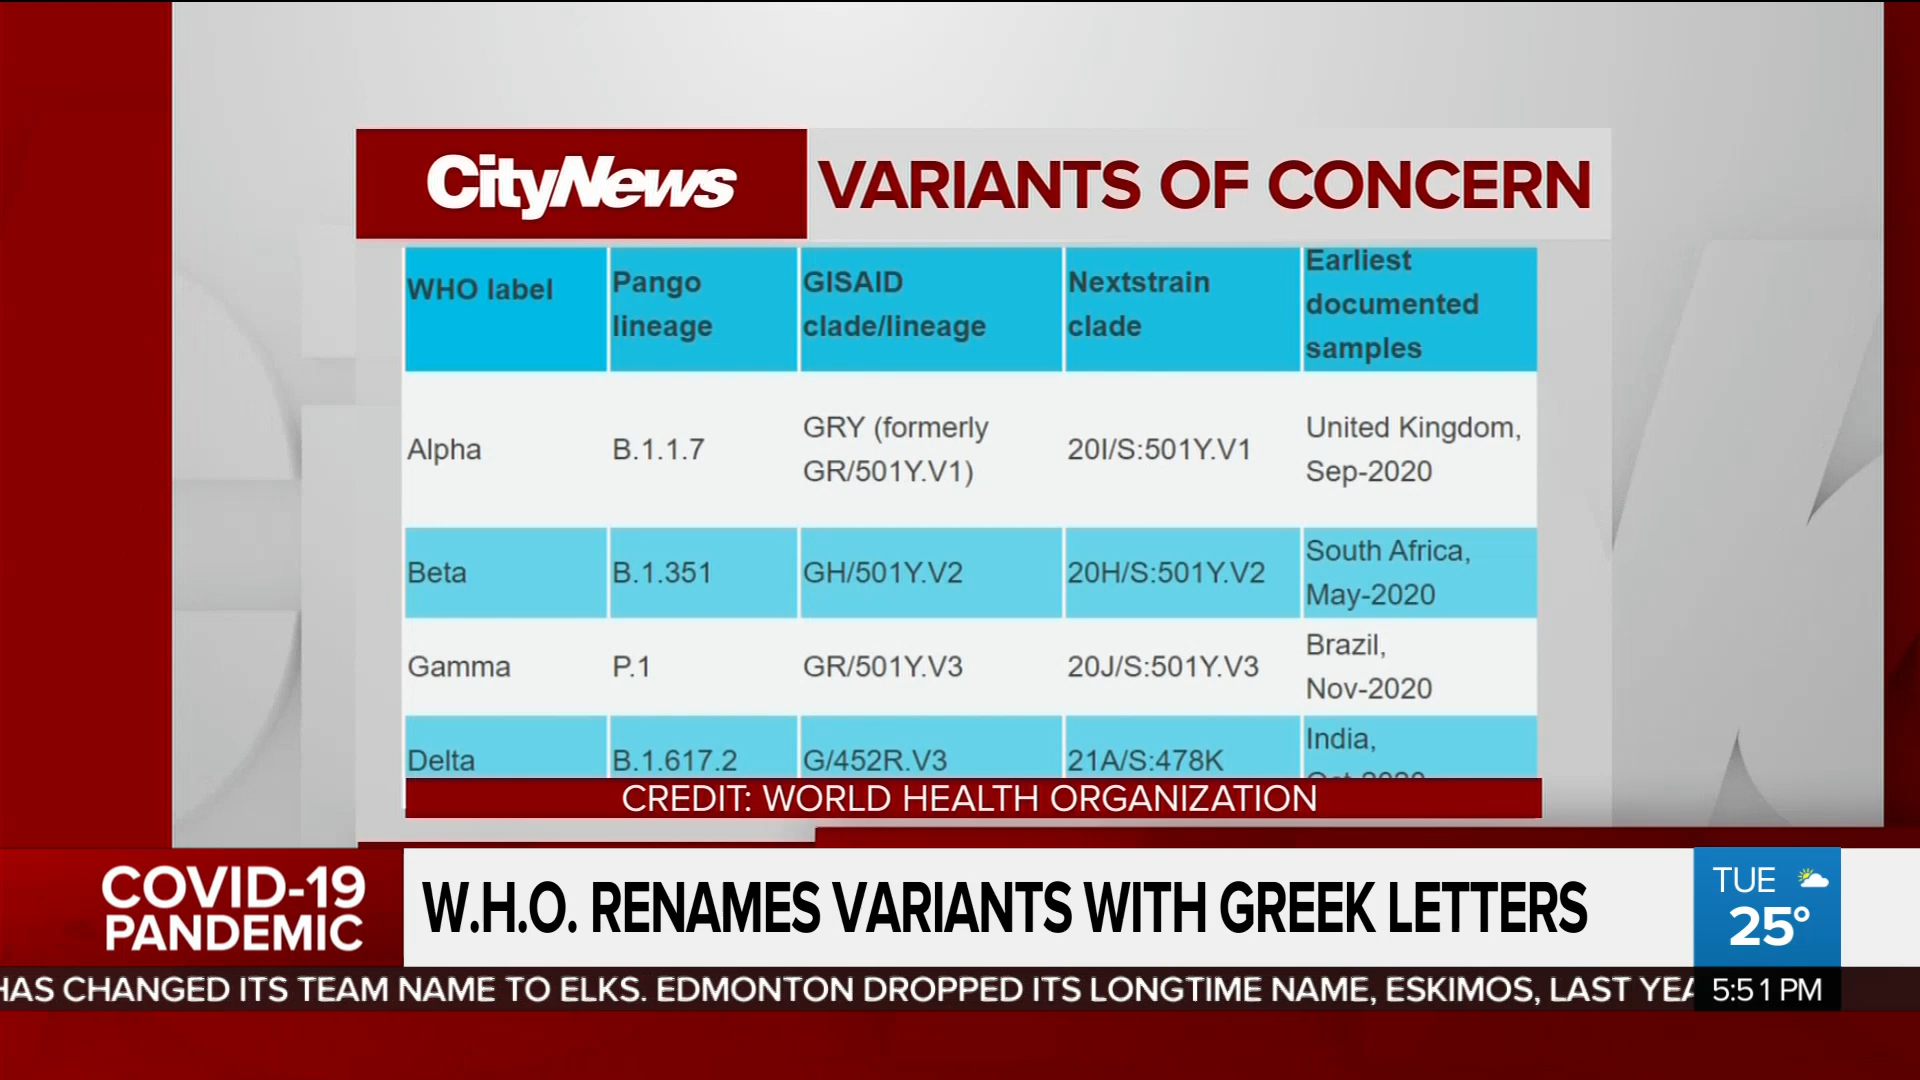 CityNews VARIANTS OF CONCERN
WHO label
Pango
lineage
GISAID
clade/lineage
Nextstrain
clade
Earliest
documented
samples
Alpha
B.1.1.7
GRY (formerly
GR/501Y.V1)
20I/S:501Y.V1
United Kingdom,
Sep-2020
Beta
B.1.351
GH/501Y.V2
20H/S:501Y.V2
South Africa,
May-2020
Gamma
P.1
GR/501Y.V3
20J/S:501Y.V3
Brazil,
Nov-2020
Delta
B.1.617.2
G/452R.V3
21A/S:478K
India,
CREDIT: WORLD HEALTH ORGANIZATION
COVID-19
PANDEMIC
W.H.O. RENAMES VARIANTS WITH GREEK LETTERS
TUE
25°
HAS CHANGED ITS TEAM NAME TO ELKS. EDMONTON DROPPED ITS LONGTIME NAME, ESKIMOS, LAST
5:51 PM